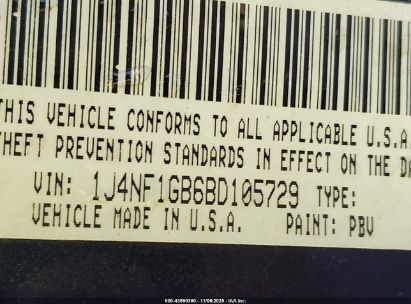 THIS VEHICLE CONFORMS TO ALL APPLICABLE U.S.A.
THEFT PREVENTION STANDARDS IN EFFECT ON THE DA
VIN: 1J4NF1GB6BD105729 TYPE:
VEHICLE MADE IN U.S.A. PAINT: PBV